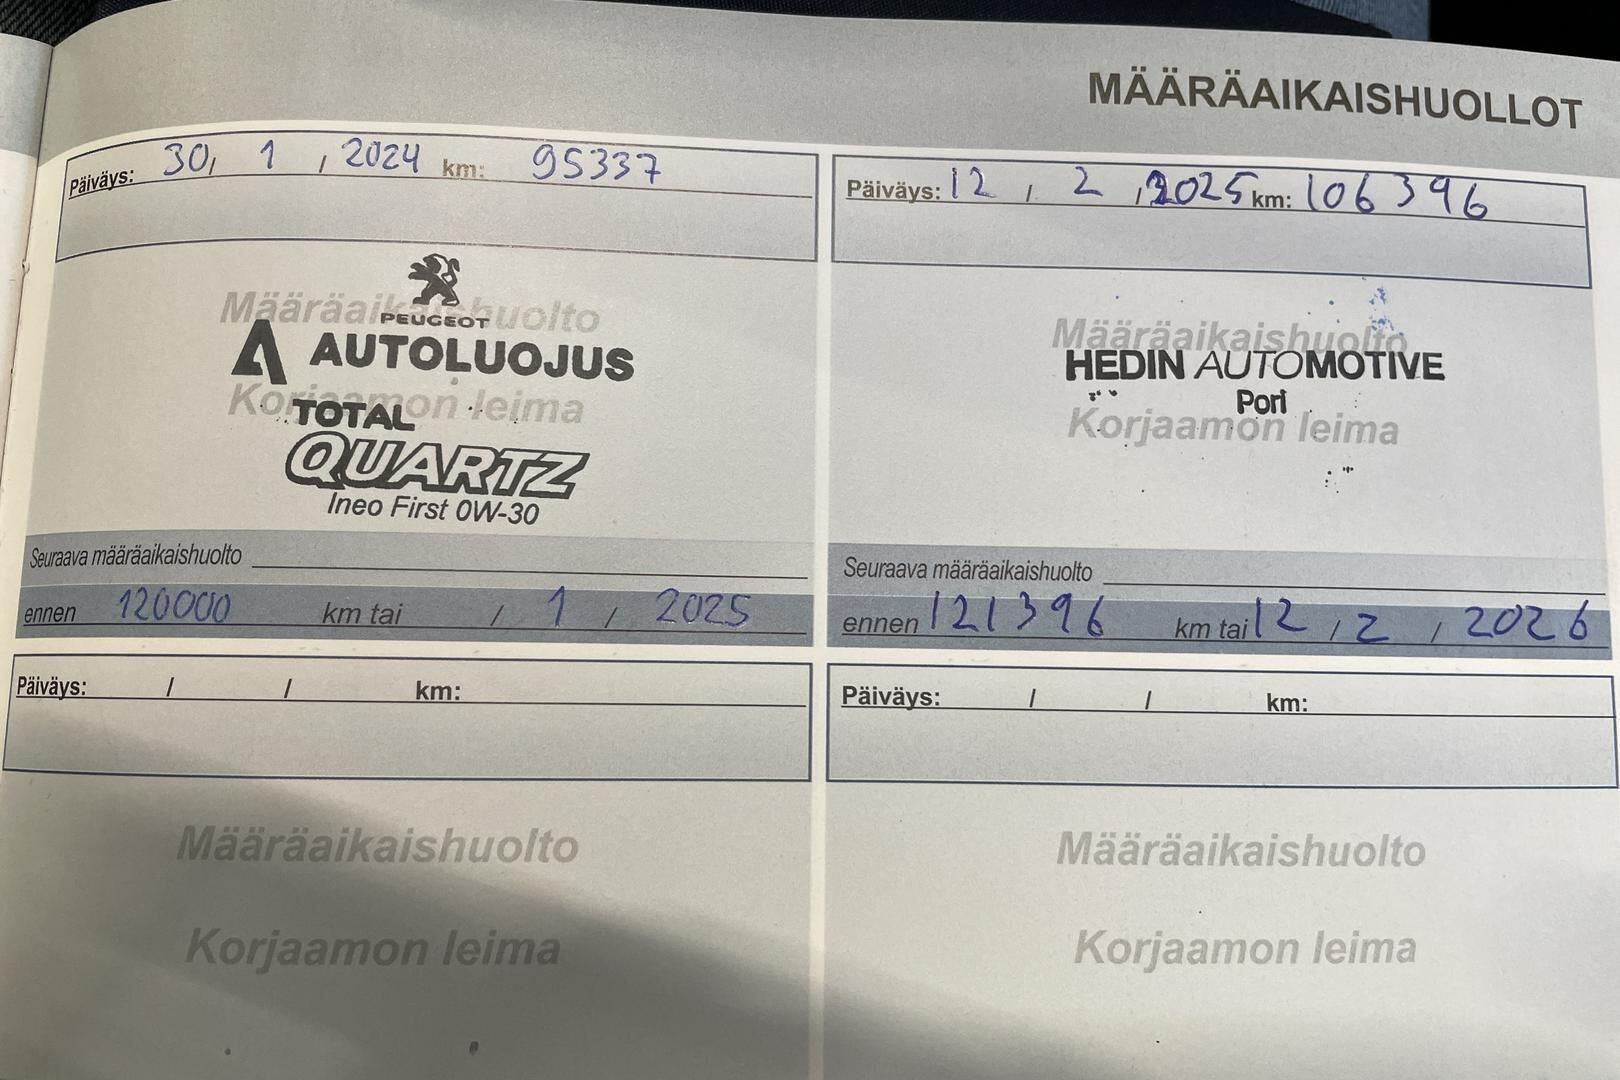 MÄÄRÄAIKAISHUOLLOT
Päiväys: 30, 1 , 2024 km: 95337
Määräaikaishuolto
PEUGEOT
AUTOLUOJUS
Korjaamon leima
TOTAL
QUARTZ
Ineo First 0W-30
Seuraava määräaikaishuolto
ennen 120000 km tai / 1 / 2025
Päiväys: 12 , 2 , 2025 km: 106396
Määräaikaishuolto
HEDIN AUTOMOTIVE
Pori
Korjaamon leima
Seuraava määräaikaishuolto
ennen 121396 km tai 12 / 2 / 2026
Päiväys: / / km:
Määräaikaishuolto
Korjaamon leima
Päiväys: / / km:
Määräaikaishuolto
Korjaamon leima